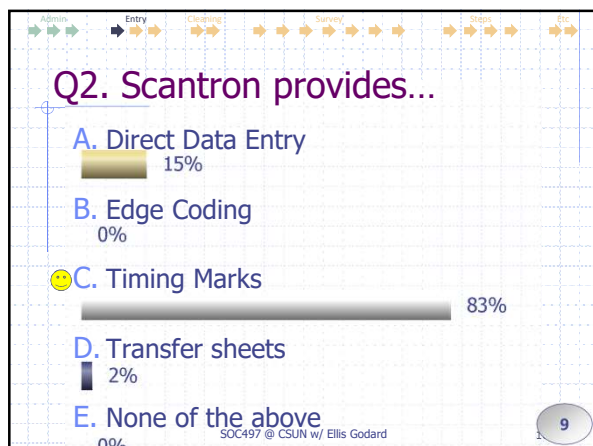 Admin Entry Cleaning Survey Steps Etc
Q2. Scantron provides…
A. Direct Data Entry
15%
B. Edge Coding
0%
C. Timing Marks
83%
D. Transfer sheets
2%
E. None of the above
0%
SOC497 @ CSUN w/ Ellis Godard
9